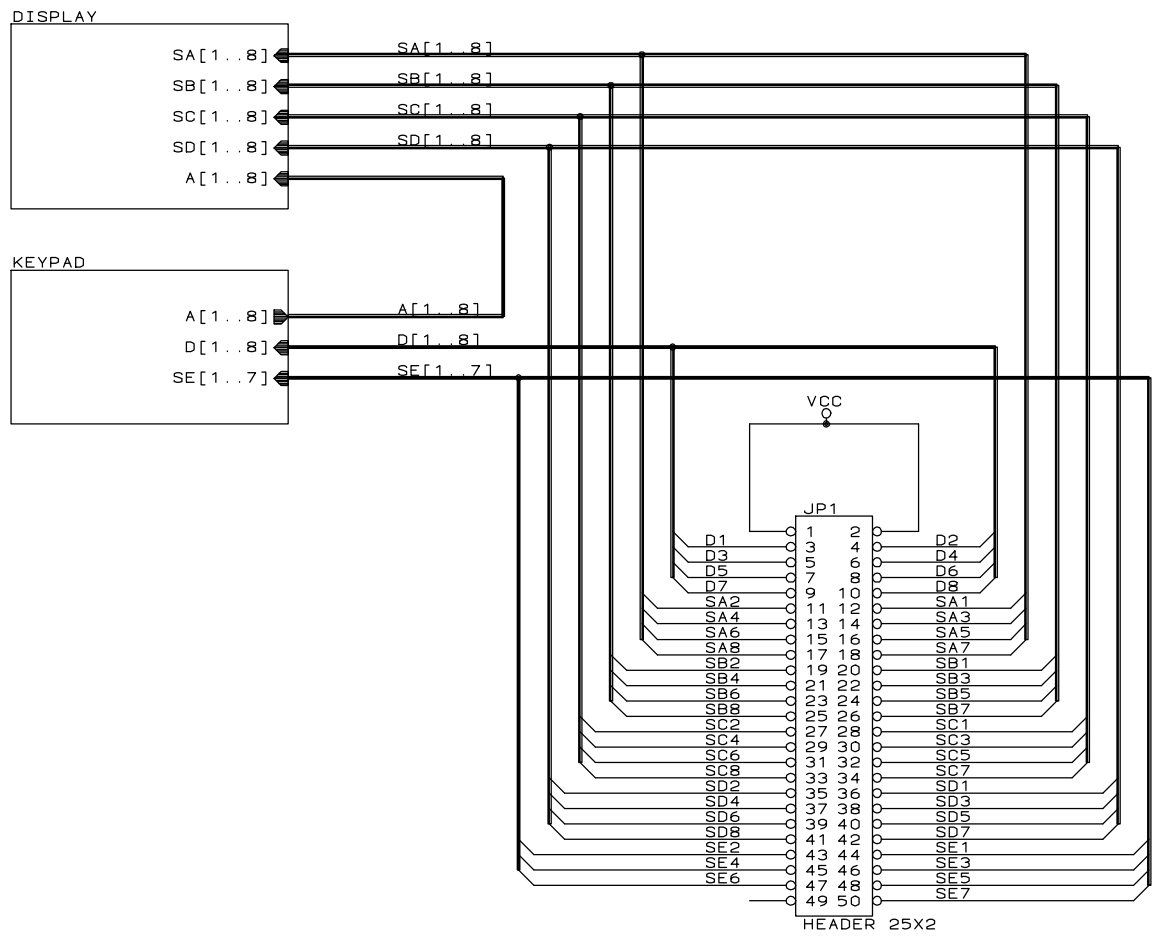 DISPLAY
SA[1..8] SA[1..8]
SB[1..8] SB[1..8]
SC[1..8] SC[1..8]
SD[1..8] SD[1..8]
A[1..8]
KEYPAD
A[1..8] A[1..8]
D[1..8] D[1..8]
SE[1..7] SE[1..7]
VCC
JP1
1 2
D1 3 4 D2
D3 5 6 D4
D5 7 8 D6
D7 9 10 D8
SA2 11 12 SA1
SA4 13 14 SA3
SA6 15 16 SA5
SA8 17 18 SA7
SB2 19 20 SB1
SB4 21 22 SB3
SB6 23 24 SB5
SB8 25 26 SB7
SC2 27 28 SC1
SC4 29 30 SC3
SC6 31 32 SC5
SC8 33 34 SC7
SD2 35 36 SD1
SD4 37 38 SD3
SD6 39 40 SD5
SD8 41 42 SD7
SE2 43 44 SE1
SE4 45 46 SE3
SE6 47 48 SE5
49 50 SE7
HEADER 25X2